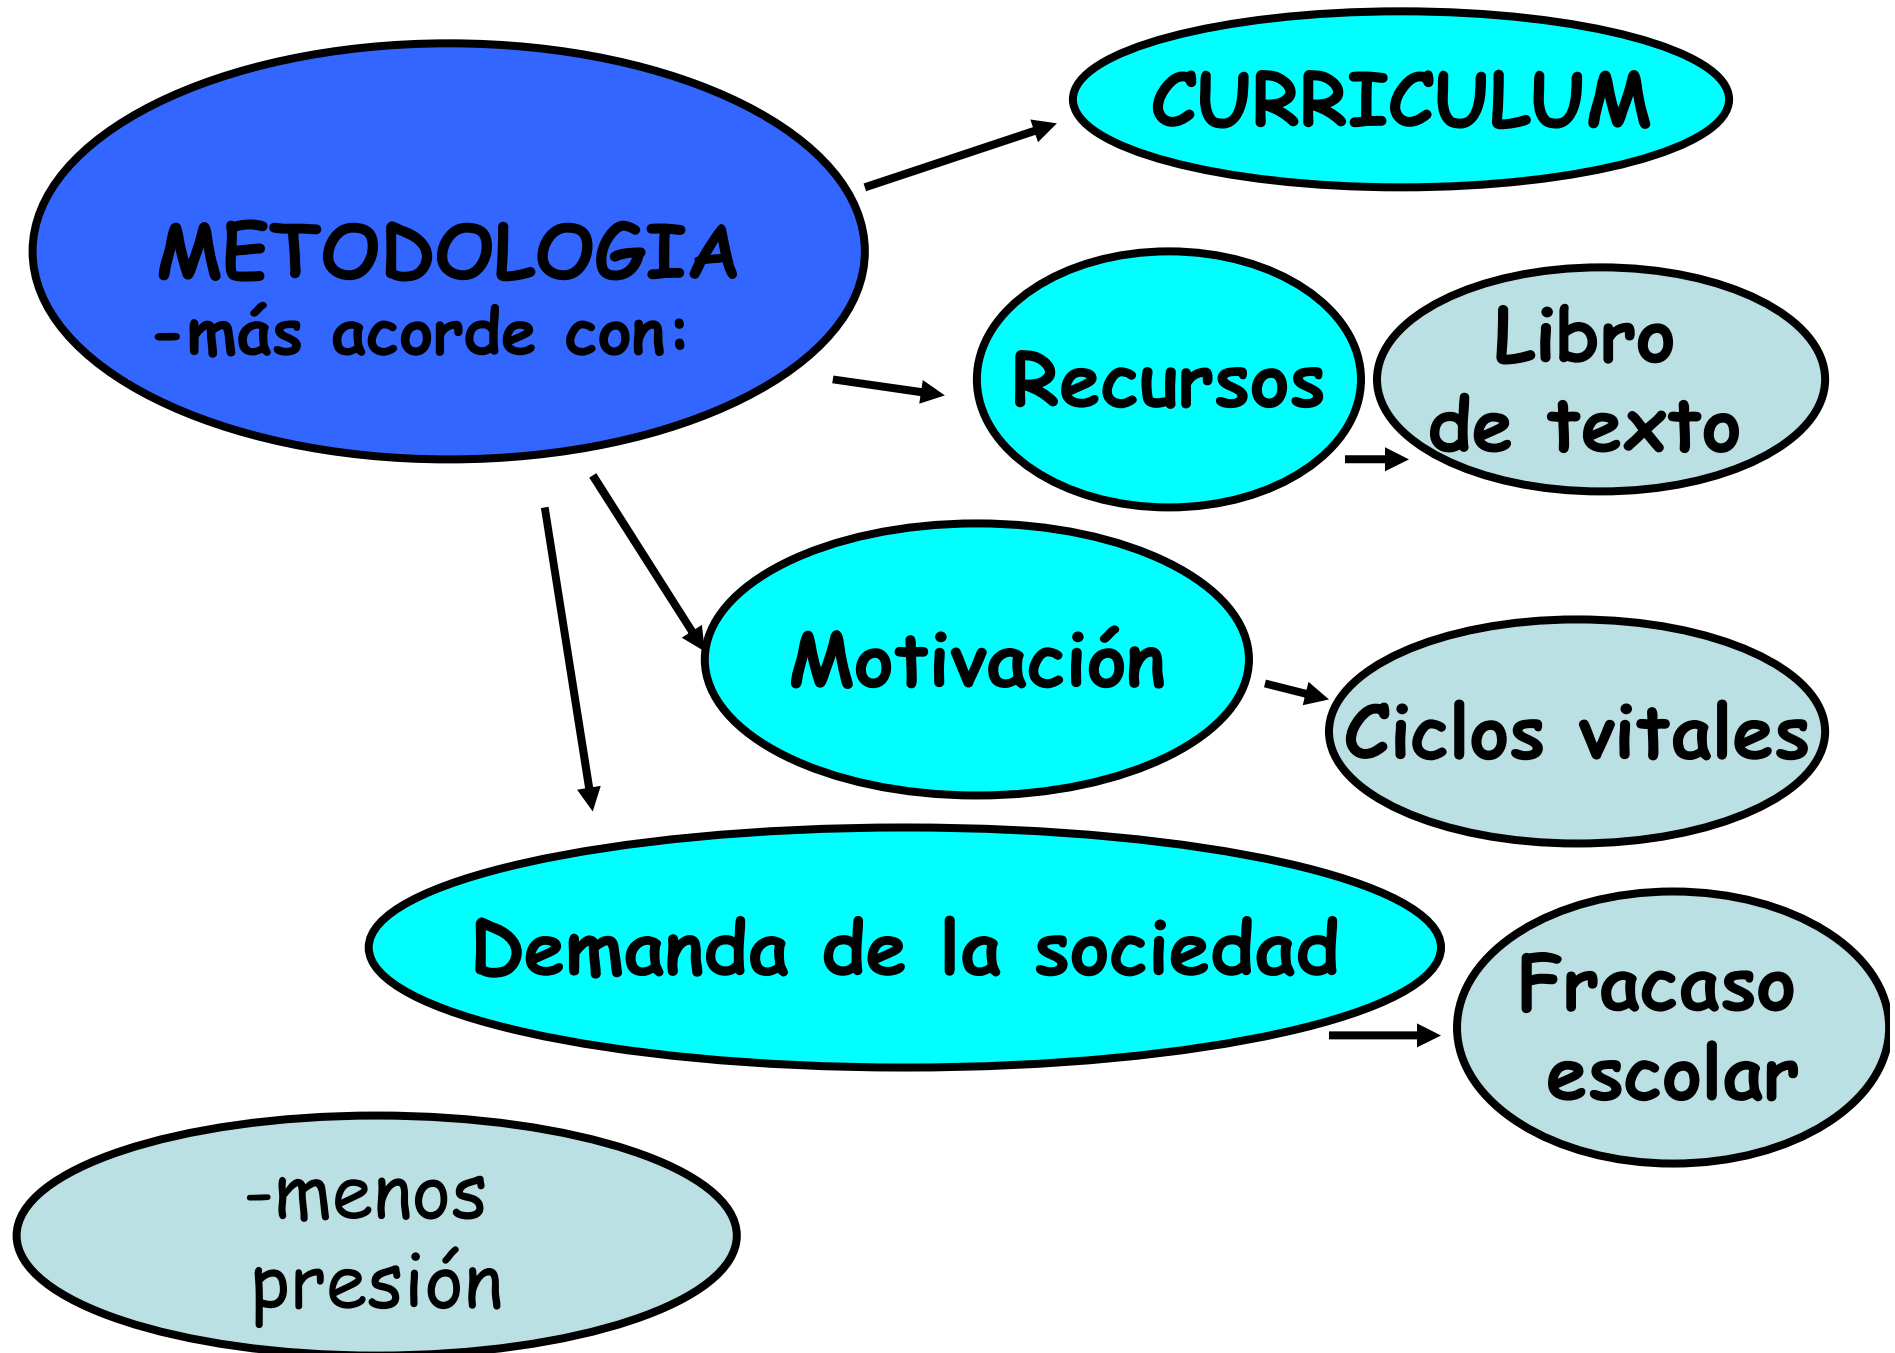 CURRICULUM
METODOLOGIA
-más acorde con:
Recursos
Libro
de texto
Motivación
Ciclos vitales
Demanda de la sociedad
Fracaso
escolar
-menos
presión